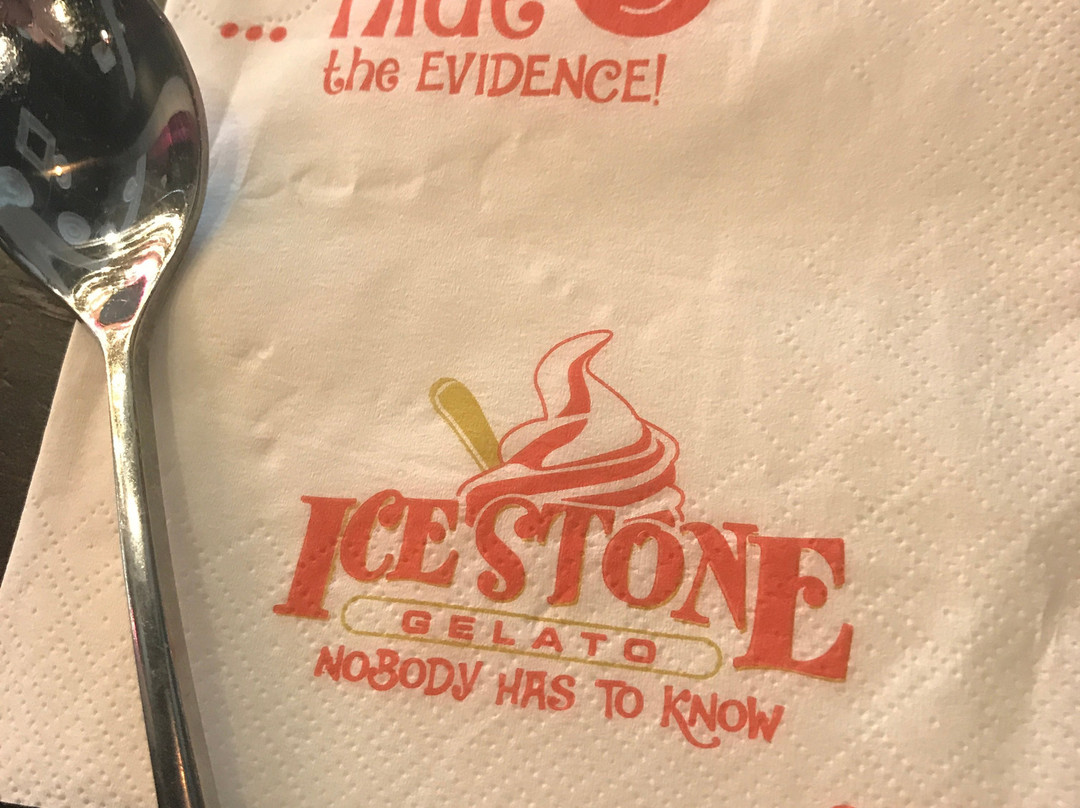 ...
the EVIDENCE!
ICESTONE
GELATO
NOBODY HAS TO KNOW